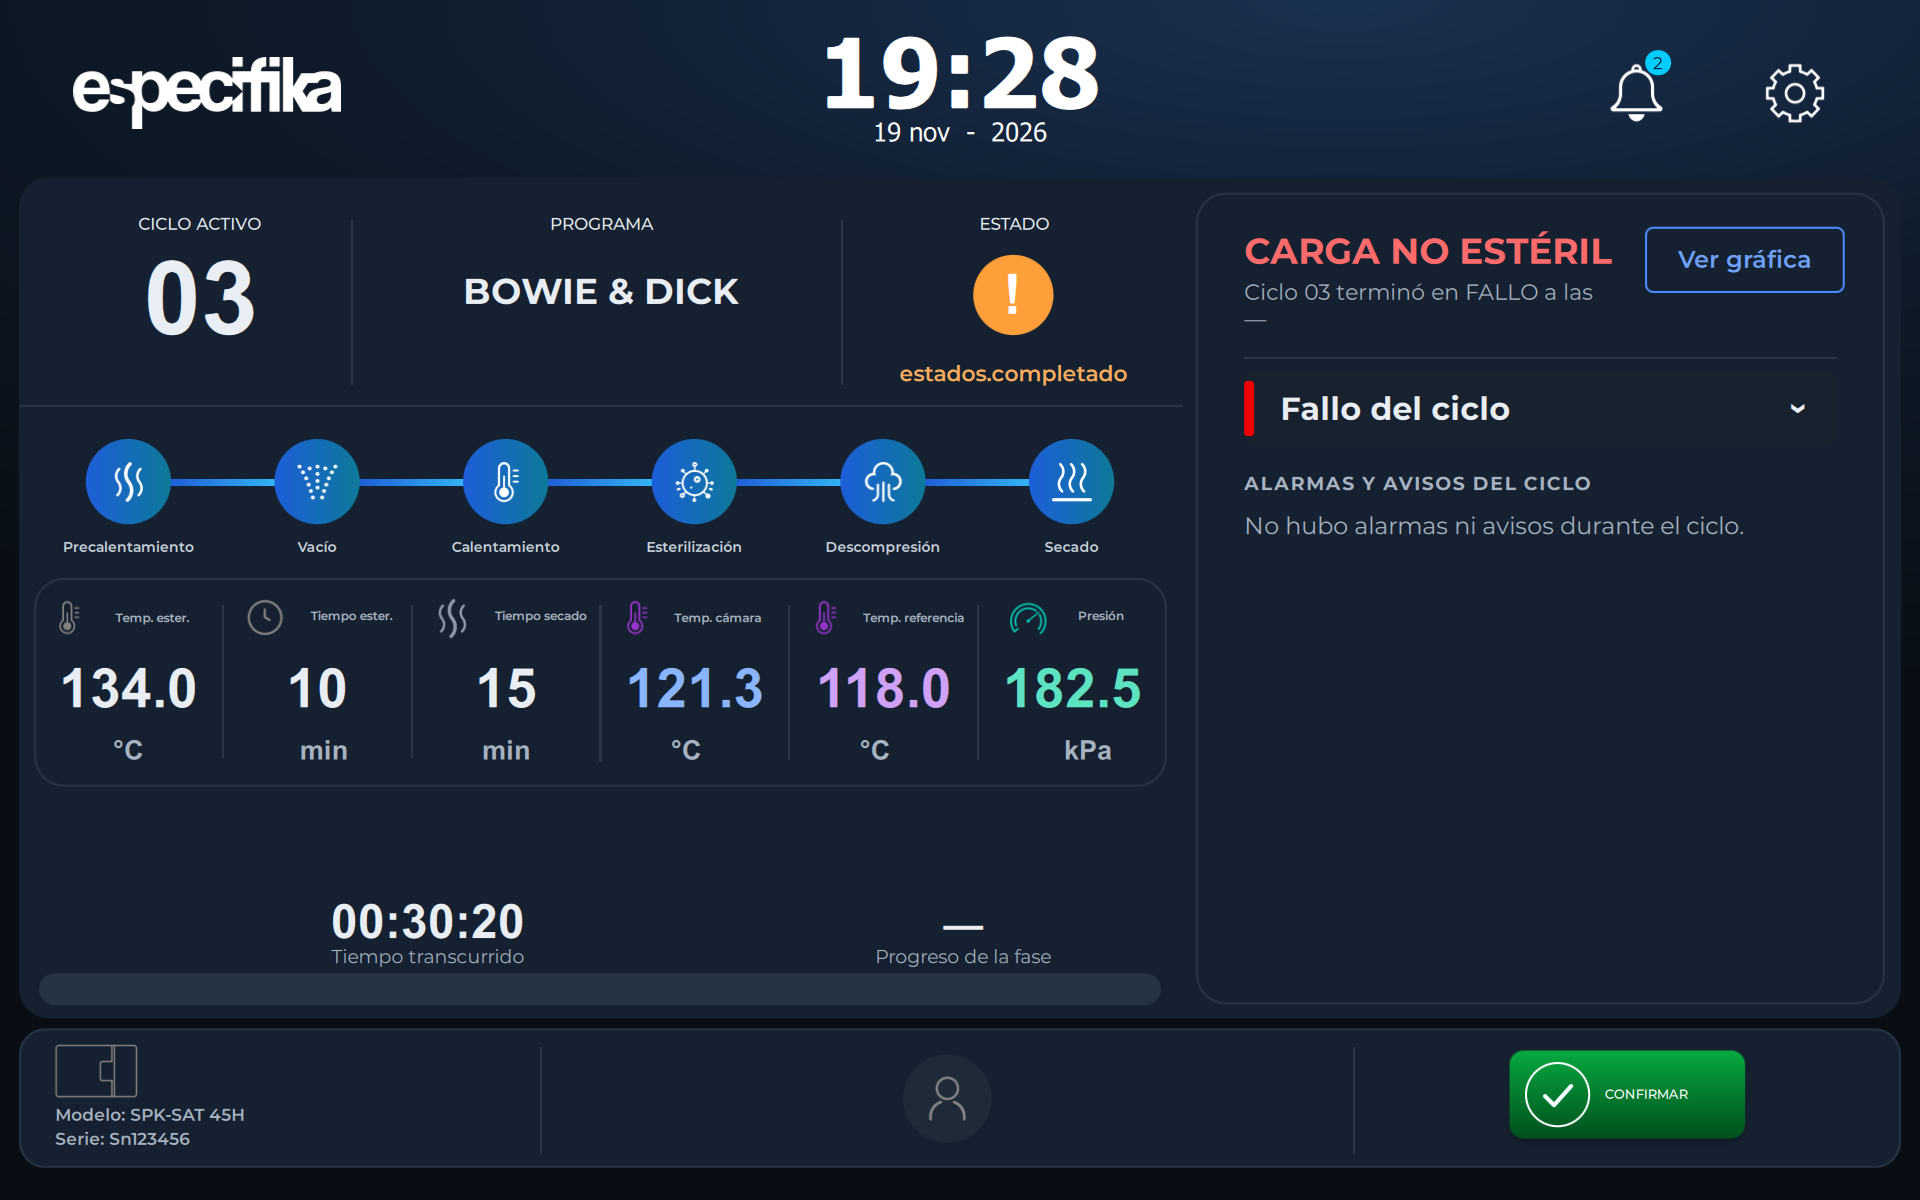 especifika
19:28
19 nov - 2026
2
CICLO ACTIVO
03
PROGRAMA
BOWIE & DICK
ESTADO
!
estados.completado
Precalentamiento
Vacío
Calentamiento
Esterilización
Descompresión
Secado
Temp. ester.
134.0
°C
Tiempo ester.
10
min
Tiempo secado
15
min
Temp. cámara
121.3
°C
Temp. referencia
118.0
°C
Presión
182.5
kPa
00:30:20
Tiempo transcurrido
—
Progreso de la fase
CARGA NO ESTÉRIL
Ciclo 03 terminó en FALLO a las
—
Ver gráfica
Fallo del ciclo
ALARMAS Y AVISOS DEL CICLO
No hubo alarmas ni avisos durante el ciclo.
Modelo: SPK-SAT 45H
Serie: Sn123456
CONFIRMAR